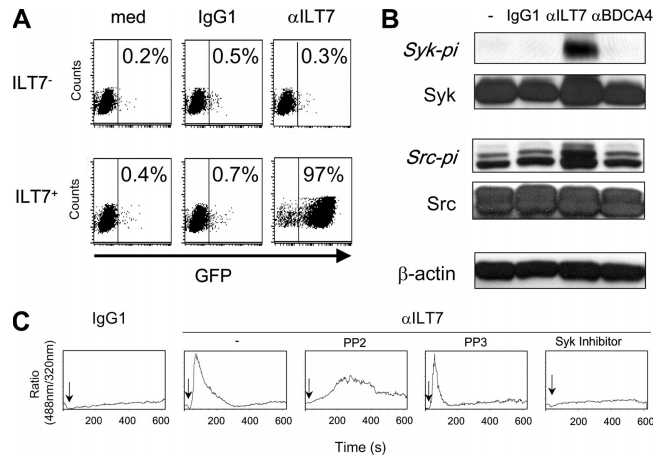 A
med IgG1 αILT7
ILT7-
Counts
0.2%
0.5%
0.3%
ILT7+
Counts
0.4%
0.7%
97%
GFP
B
- IgG1 αILT7 αBDCA4
Syk-pi
Syk
Src-pi
Src
β-actin
C
IgG1
αILT7
- PP2 PP3 Syk Inhibitor
Ratio
(488nm/320nm)
200 400 600
200 400 600
200 400 600
200 400 600
200 400 600
Time (s)